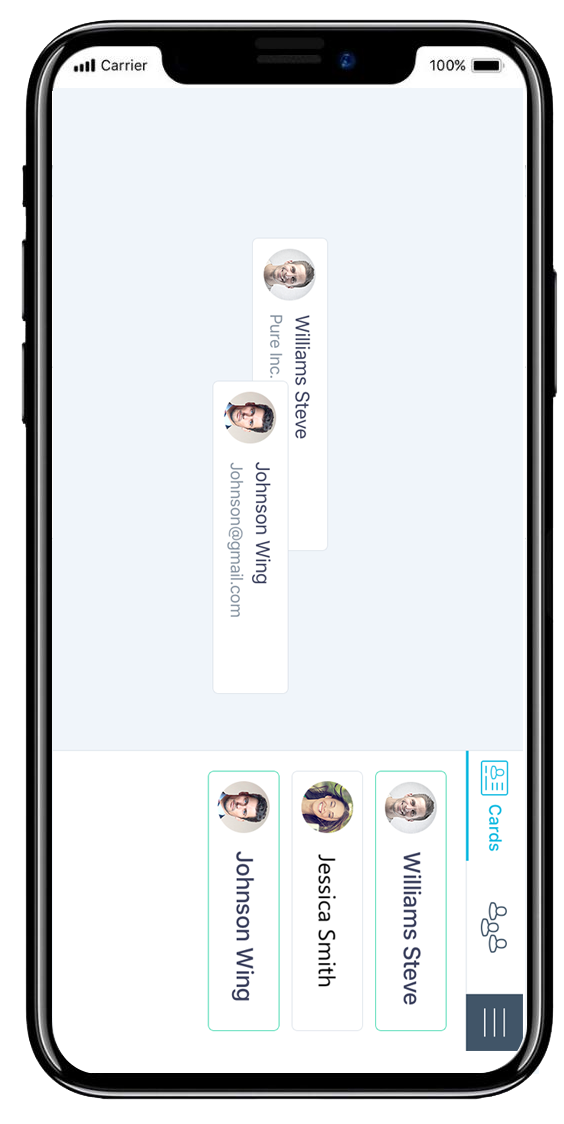 Carrier
100%
Williams Steve
Pure Inc.
Johnson Wing
Johnson@gmail.com
Cards
Williams Steve
Jessica Smith
Johnson Wing